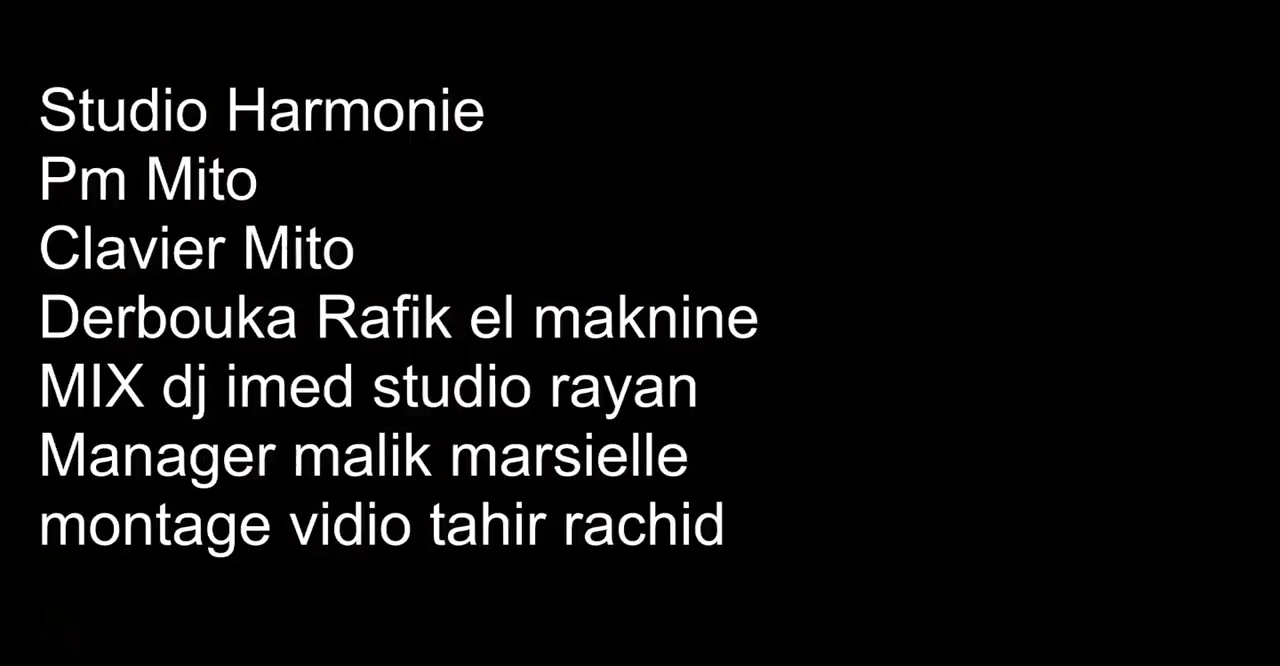 Studio Harmonie
Pm Mito
Clavier Mito
Derbouka Rafik el maknine
MIX dj imed studio rayan
Manager malik marsielle
montage vidio tahir rachid